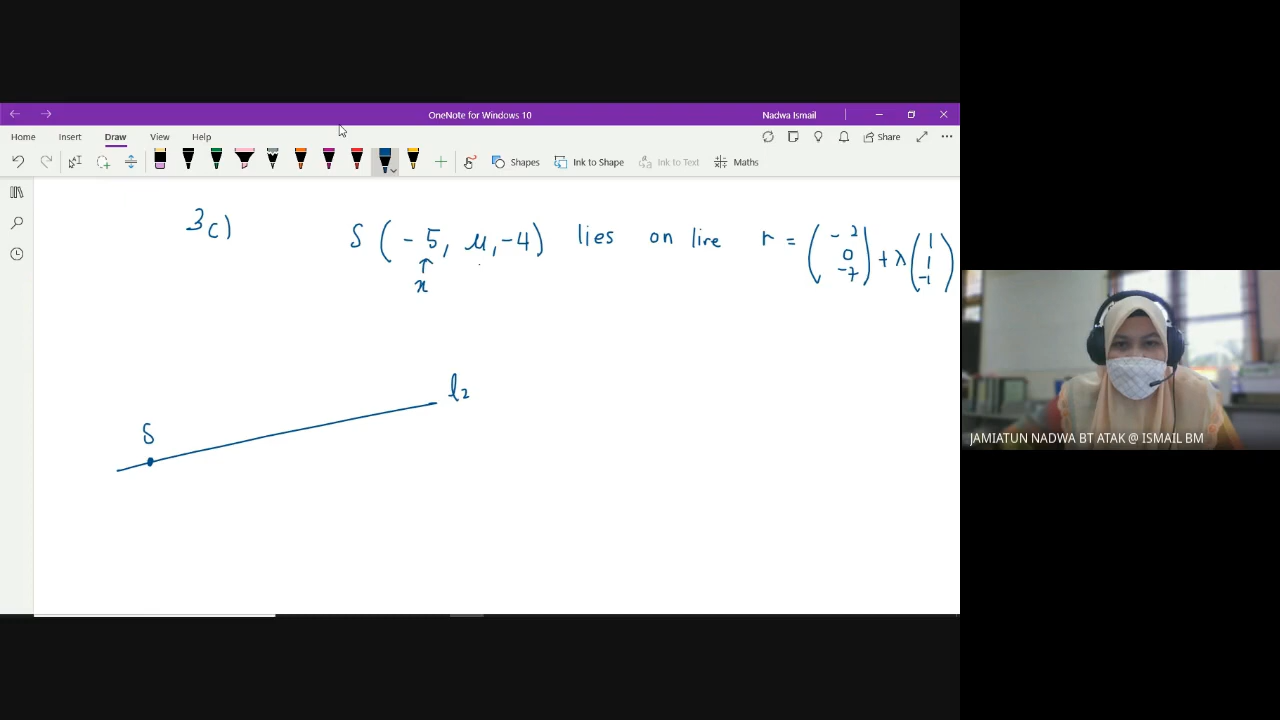 OneNote for Windows 10
Nadwa Ismail
Home Insert Draw View Help
Share
Shapes Ink to Shape Ink to Text Maths
3c) S (-5, μ, -4) lies on line r = (-2 0 -7) + λ (1 1 -1)
↑
x
l₂
S
JAMIATUN NADWA BT ATAK @ ISMAIL BM